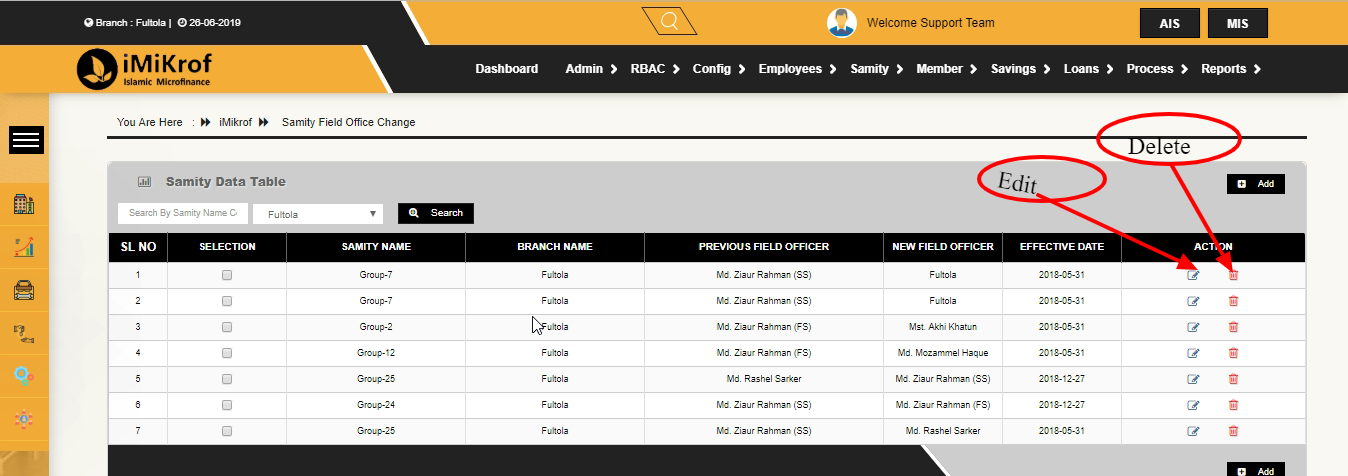 Branch : Fultola | 26-06-2019
Welcome Support Team
AIS
MIS
iMiKrof
Islamic Microfinance
Dashboard Admin RBAC Config Employees Samity Member Savings Loans Process Reports
You Are Here : iMikrof Samity Field Office Change
Delete
Edit
Samity Data Table
Add
Search By Samity Name C
Fultola
Search
SL NO SELECTION SAMITY NAME BRANCH NAME PREVIOUS FIELD OFFICER NEW FIELD OFFICER EFFECTIVE DATE ACTION
1 Group-7 Fultola Md. Ziaur Rahman (SS) Fultola 2018-05-31
2 Group-7 Fultola Md. Ziaur Rahman (SS) Fultola 2018-05-31
3 Group-2 Fultola Md. Ziaur Rahman (FS) Mst. Akhi Khatun 2018-05-31
4 Group-12 Fultola Md. Ziaur Rahman (FS) Md. Mozammel Haque 2018-05-31
5 Group-25 Fultola Md. Rashel Sarker Md. Ziaur Rahman (SS) 2018-12-27
6 Group-24 Fultola Md. Ziaur Rahman (SS) Md. Ziaur Rahman (FS) 2018-12-27
7 Group-25 Fultola Md. Ziaur Rahman (SS) Md. Rashel Sarker 2018-05-31
Add